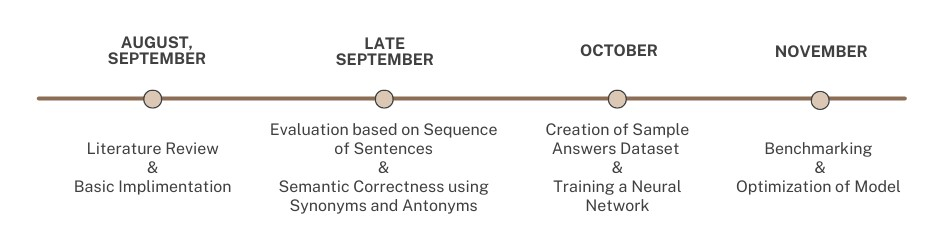 AUGUST,
SEPTEMBER
LATE
SEPTEMBER
OCTOBER
NOVEMBER
Literature Review
&
Basic Implimentation
Evaluation based on Sequence
of Sentences
&
Semantic Correctness using
Synonyms and Antonyms
Creation of Sample
Answers Dataset
&
Training a Neural
Network
Benchmarking
&
Optimization of Model